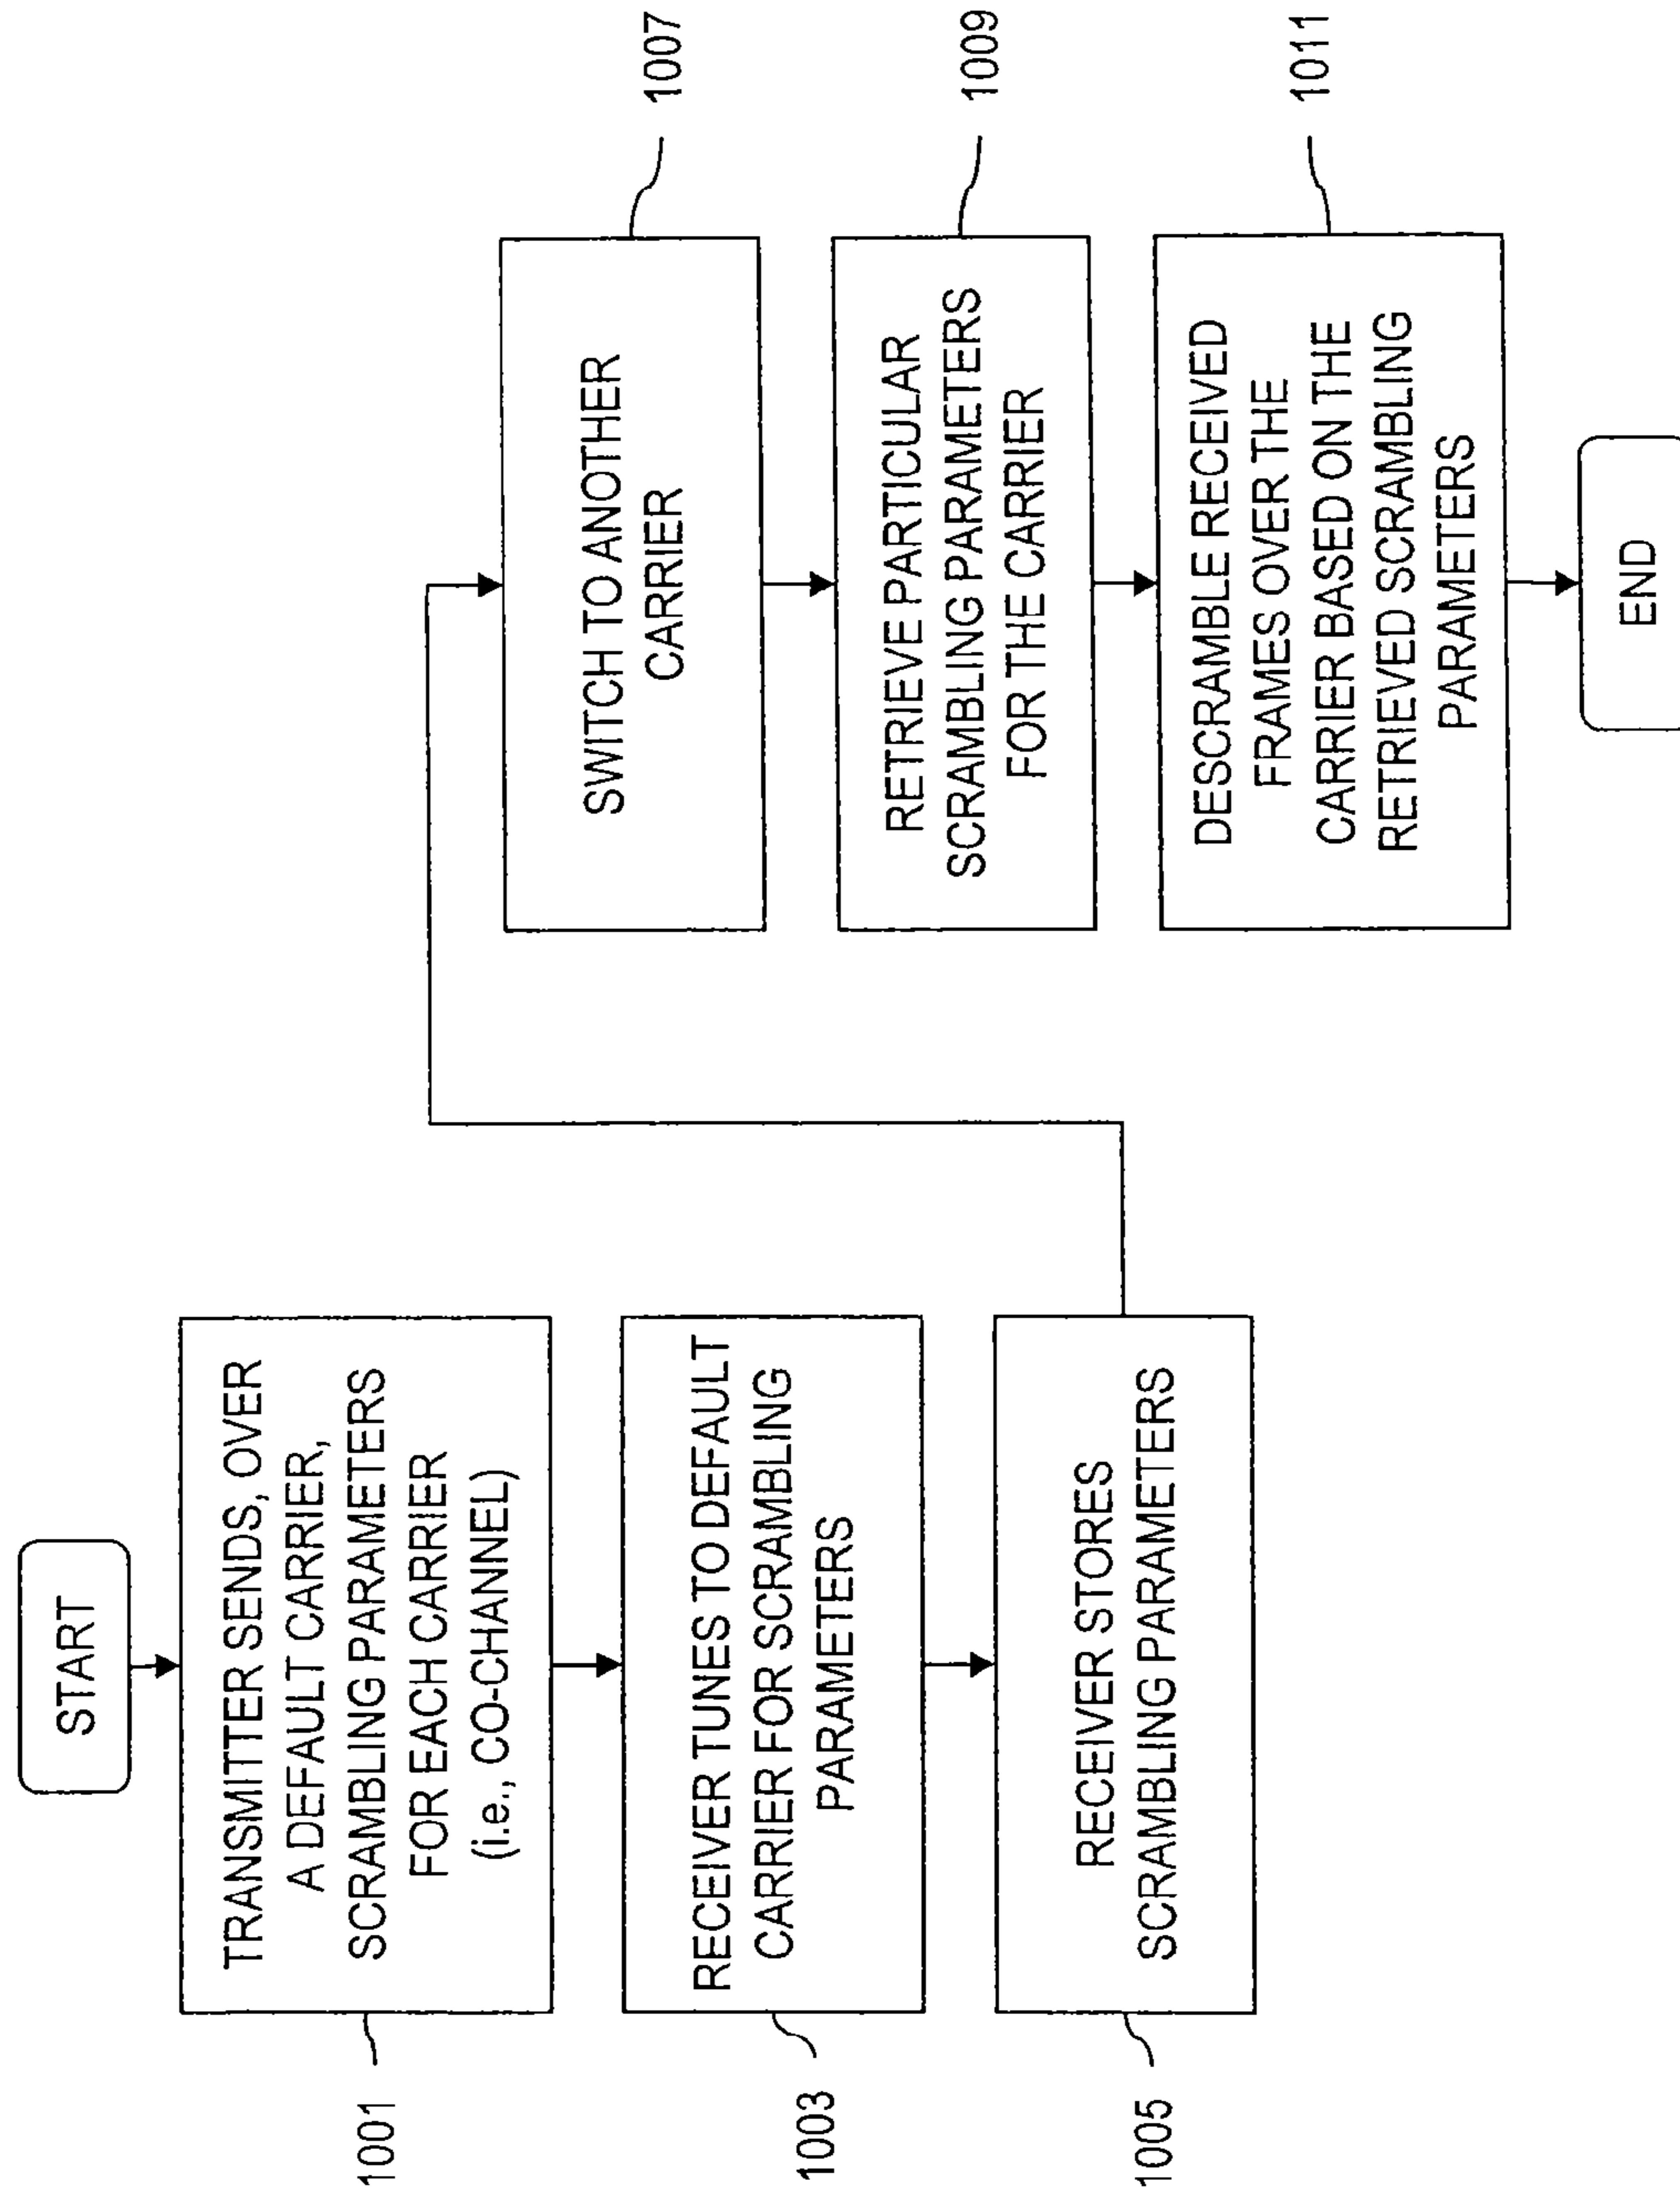 START
TRANSMITTER SENDS, OVER
A DEFAULT CARRIER,
SCRAMBLING PARAMETERS
FOR EACH CARRIER
(i.e., CO-CHANNEL)
1001
RECEIVER TUNES TO DEFAULT
CARRIER FOR SCRAMBLING
PARAMETERS
1003
RECEIVER STORES
SCRAMBLING PARAMETERS
1005
SWITCH TO ANOTHER
CARRIER
1007
RETRIEVE PARTICULAR
SCRAMBLING PARAMETERS
FOR THE CARRIER
1009
DESCRAMBLE RECEIVED
FRAMES OVER THE
CARRIER BASED ON THE
RETRIEVED SCRAMBLING
PARAMETERS
1011
END